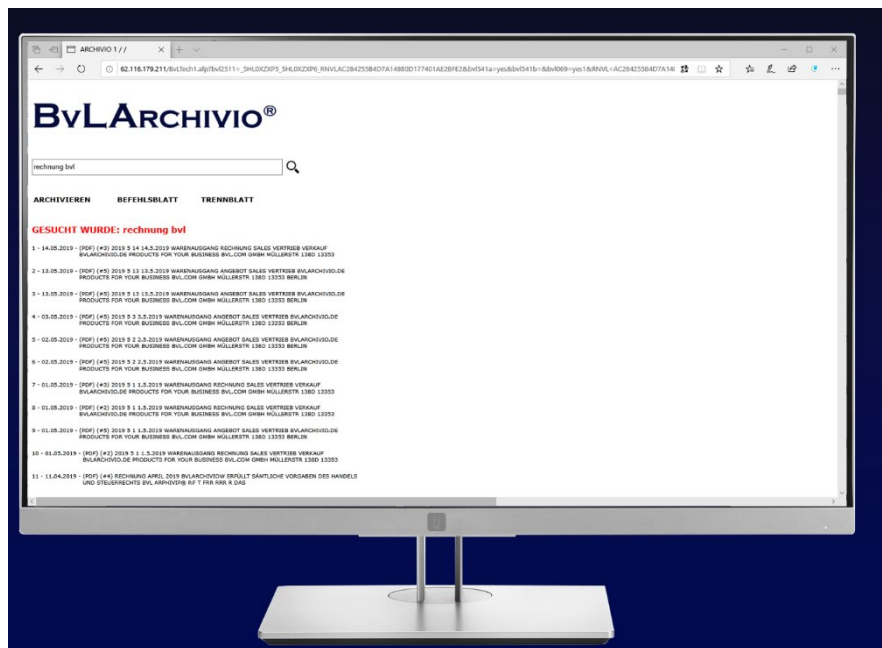 ARCHIVIO 1 / /
BvLArchivio®
rechnung bvl
ARCHIVIEREN BEFEHLSBLATT TRENNBLATT
GESUCHT WURDE: rechnung bvl
1 - 14.05.2019 - (PDF) (#3) 2019 5 14 14.5.2019 WARENAUSGANG RECHNUNG SALES VERTRIEB VERKAUF
BVLARCHIVIO.DE PRODUCTS FOR YOUR BUSINESS BVL.COM GMBH MÜLLERSTR 138D 13353
2 - 13.05.2019 - (PDF) (#5) 2019 5 13 13.5.2019 WARENAUSGANG ANGEBOT SALES VERTRIEB BVLARCHIVIO.DE
PRODUCTS FOR YOUR BUSINESS BVL.COM GMBH MÜLLERSTR 138D 13353 BERLIN
3 - 13.05.2019 - (PDF) (#5) 2019 5 13 13.5.2019 WARENAUSGANG ANGEBOT SALES VERTRIEB BVLARCHIVIO.DE
PRODUCTS FOR YOUR BUSINESS BVL.COM GMBH MÜLLERSTR 138D 13353 BERLIN
4 - 03.05.2019 - (PDF) (#5) 2019 5 3 3.5.2019 WARENAUSGANG ANGEBOT SALES VERTRIEB BVLARCHIVIO.DE
PRODUCTS FOR YOUR BUSINESS BVL.COM GMBH MÜLLERSTR 138D 13353 BERLIN
5 - 02.05.2019 - (PDF) (#5) 2019 5 2 2.5.2019 WARENAUSGANG ANGEBOT SALES VERTRIEB BVLARCHIVIO.DE
PRODUCTS FOR YOUR BUSINESS BVL.COM GMBH MÜLLERSTR 138D 13353 BERLIN
6 - 02.05.2019 - (PDF) (#5) 2019 5 2 2.5.2019 WARENAUSGANG ANGEBOT SALES VERTRIEB BVLARCHIVIO.DE
PRODUCTS FOR YOUR BUSINESS BVL.COM GMBH MÜLLERSTR 138D 13353 BERLIN
7 - 01.05.2019 - (PDF) (#3) 2019 5 1 1.5.2019 WARENAUSGANG RECHNUNG SALES VERTRIEB VERKAUF
BVLARCHIVIO.DE PRODUCTS FOR YOUR BUSINESS BVL.COM GMBH MÜLLERSTR 138D 13353
8 - 01.05.2019 - (PDF) (#2) 2019 5 1 1.5.2019 WARENAUSGANG RECHNUNG SALES VERTRIEB VERKAUF
BVLARCHIVIO.DE PRODUCTS FOR YOUR BUSINESS BVL.COM GMBH MÜLLERSTR 138D 13353
9 - 01.05.2019 - (PDF) (#5) 2019 5 1 1.5.2019 WARENAUSGANG ANGEBOT SALES VERTRIEB BVLARCHIVIO.DE
PRODUCTS FOR YOUR BUSINESS BVL.COM GMBH MÜLLERSTR 138D 13353 BERLIN
10 - 01.05.2019 - (PDF) (#2) 2019 5 1 1.5.2019 WARENAUSGANG RECHNUNG SALES VERTRIEB VERKAUF
BVLARCHIVIO.DE PRODUCTS FOR YOUR BUSINESS BVL.COM GMBH MÜLLERSTR 138D 13353
11 - 11.04.2019 - (PDF) (#4) RECHNUNG APRIL 2019 BVLARCHIVIOW ERFÜLLT SÄMTLICHE VORGABEN DES HANDELS
UND STEUERRECHTS BVL ARPHIVIP@ P.F T FRR RRR R DAS